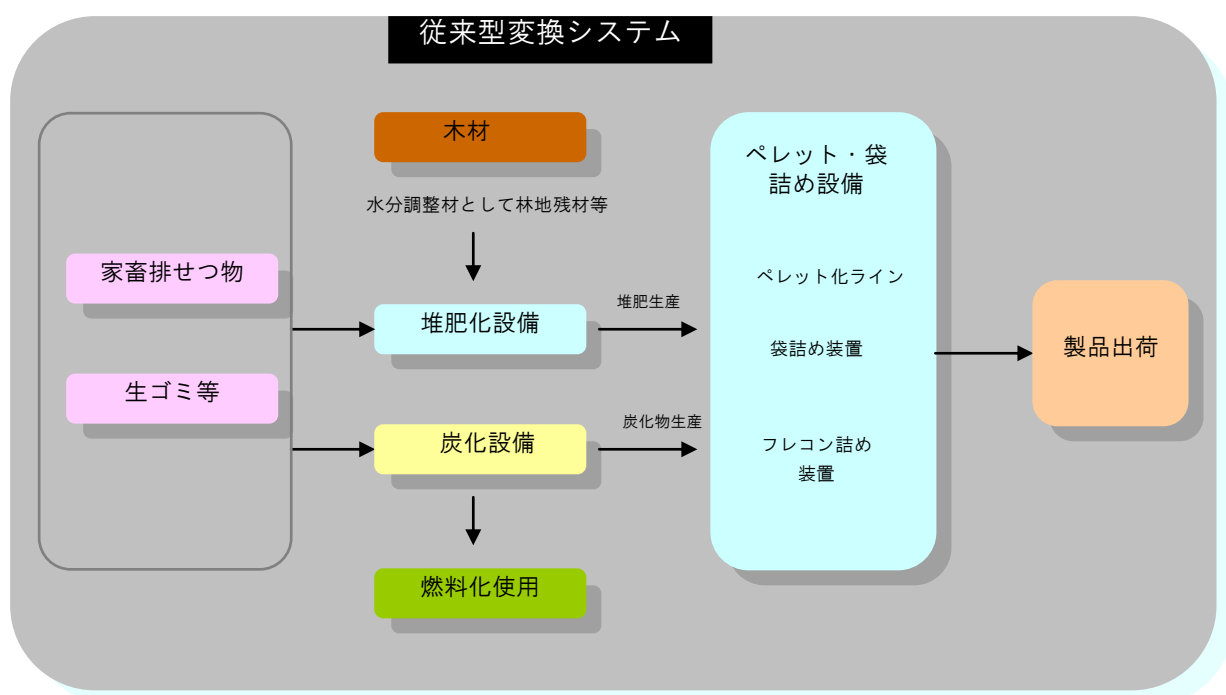 従来型変換システム
木材
水分調整材として林地残材等
家畜排せつ物
生ゴミ等
堆肥化設備
堆肥生産
炭化設備
炭化物生産
燃料化使用
ペレット・袋
詰め設備
ペレット化ライン
袋詰め装置
フレコン詰め
装置
製品出荷